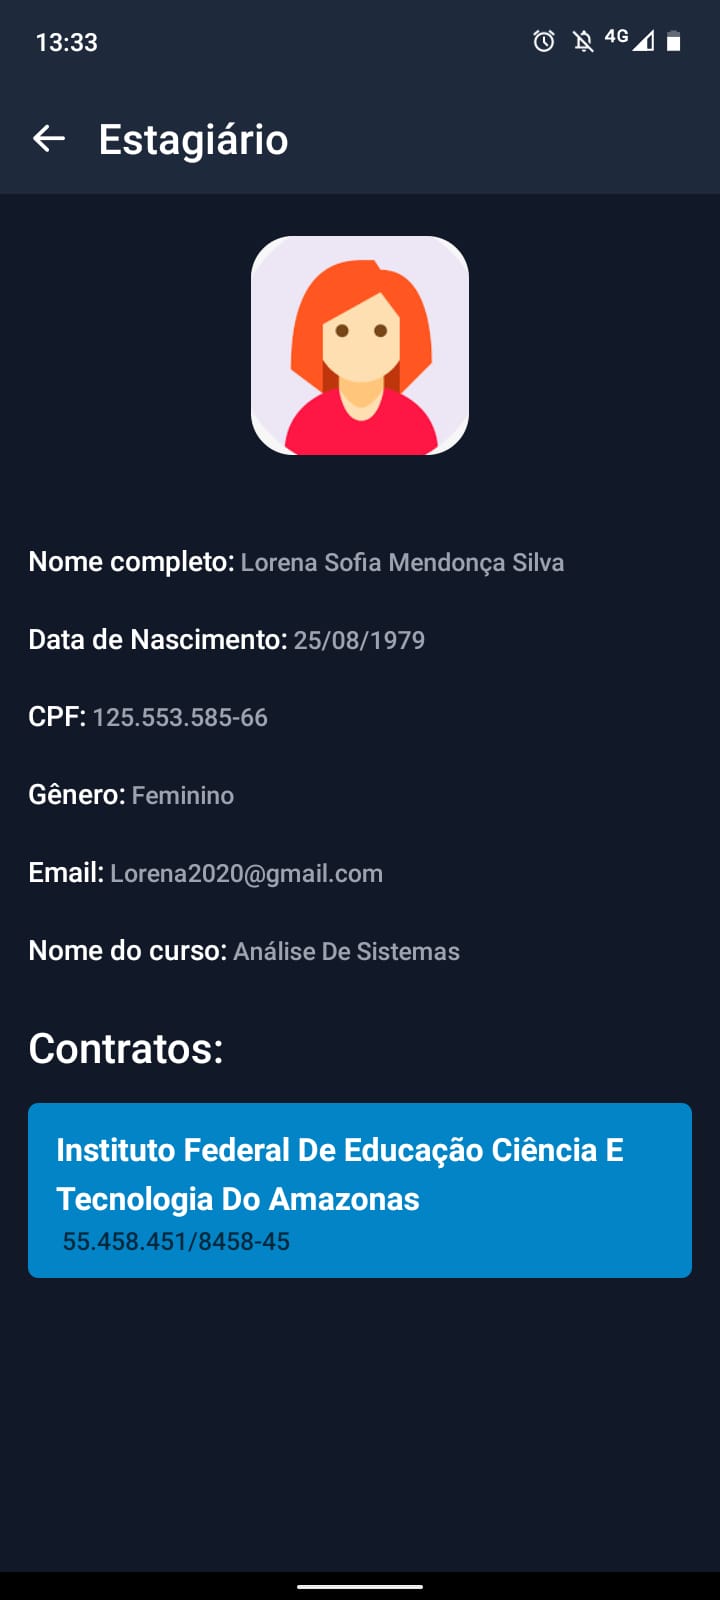 13:33
4G
Estagiário
Nome completo: Lorena Sofia Mendonça Silva
Data de Nascimento: 25/08/1979
CPF: 125.553.585-66
Gênero: Feminino
Email: Lorena2020@gmail.com
Nome do curso: Análise De Sistemas
Contratos:
Instituto Federal De Educação Ciência E
Tecnologia Do Amazonas
55.458.451/8458-45